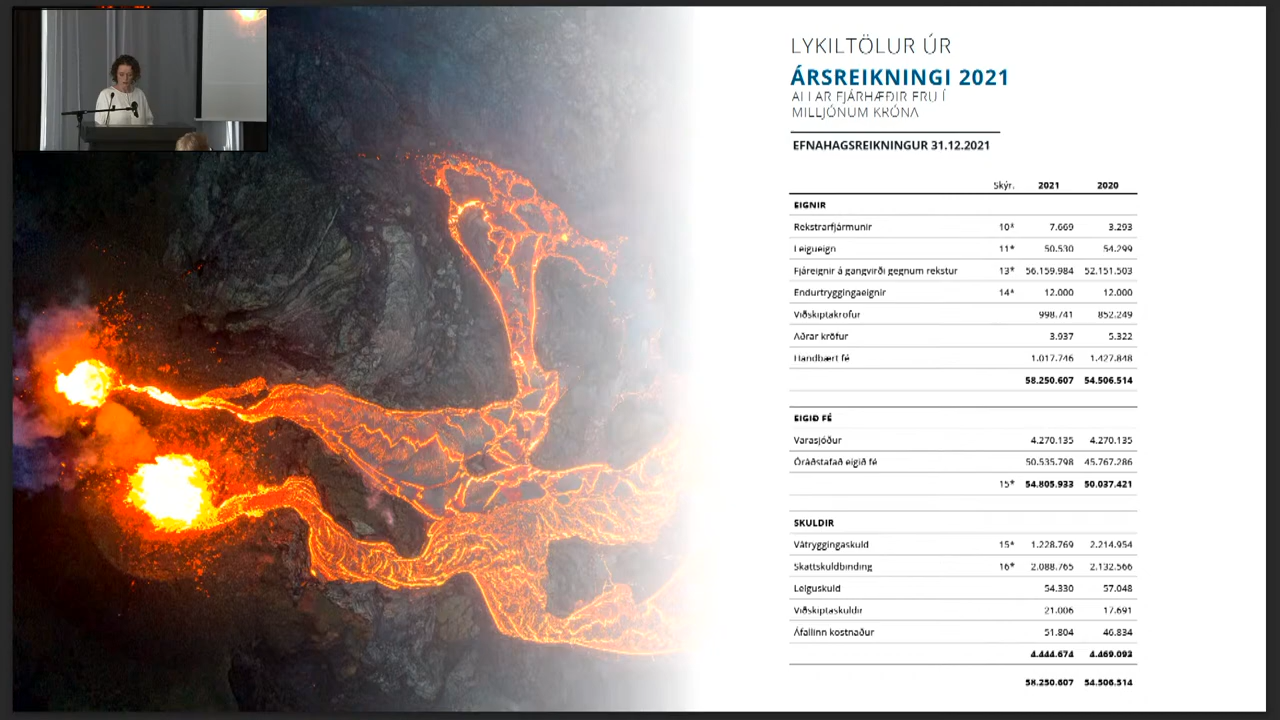 LYKILTÖLUR ÚR
ÁRSREIKNINGI 2021
ALLAR FJÁRHÆÐIR ERU Í
MILLJÓNUM KRÓNA
EFNAHAGSREIKNINGUR 31.12.2021
Skýr. 2021 2020
EIGNIR
Rekstrarfjármunir 10* 7.669 3.293
Leigueign 11* 50.530 54.299
Fjáreignir á gangvirði gegnum rekstur 13* 56.159.984 52.151.503
Endurtryggingaeignir 14* 12.000 12.000
Viðskiptakröfur 998.741 852.249
Aðrar kröfur 3.937 5.322
Handbært fé 1.017.746 1.427.848
58.250.607 54.506.514
EIGIÐ FÉ
Varasjóður 4.270.135 4.270.135
Óráðstafað eigið fé 50.535.798 45.767.286
15* 54.805.933 50.037.421
SKULDIR
Vátryggingaskuld 15* 1.228.769 2.214.954
Skattskuldbinding 16* 2.088.765 2.132.566
Leiguskuld 54.330 57.048
Viðskiptaskuldir 21.006 17.691
Áfallinn kostnaður 51.804 46.834
4.444.674 4.469.093
58.250.607 54.506.514